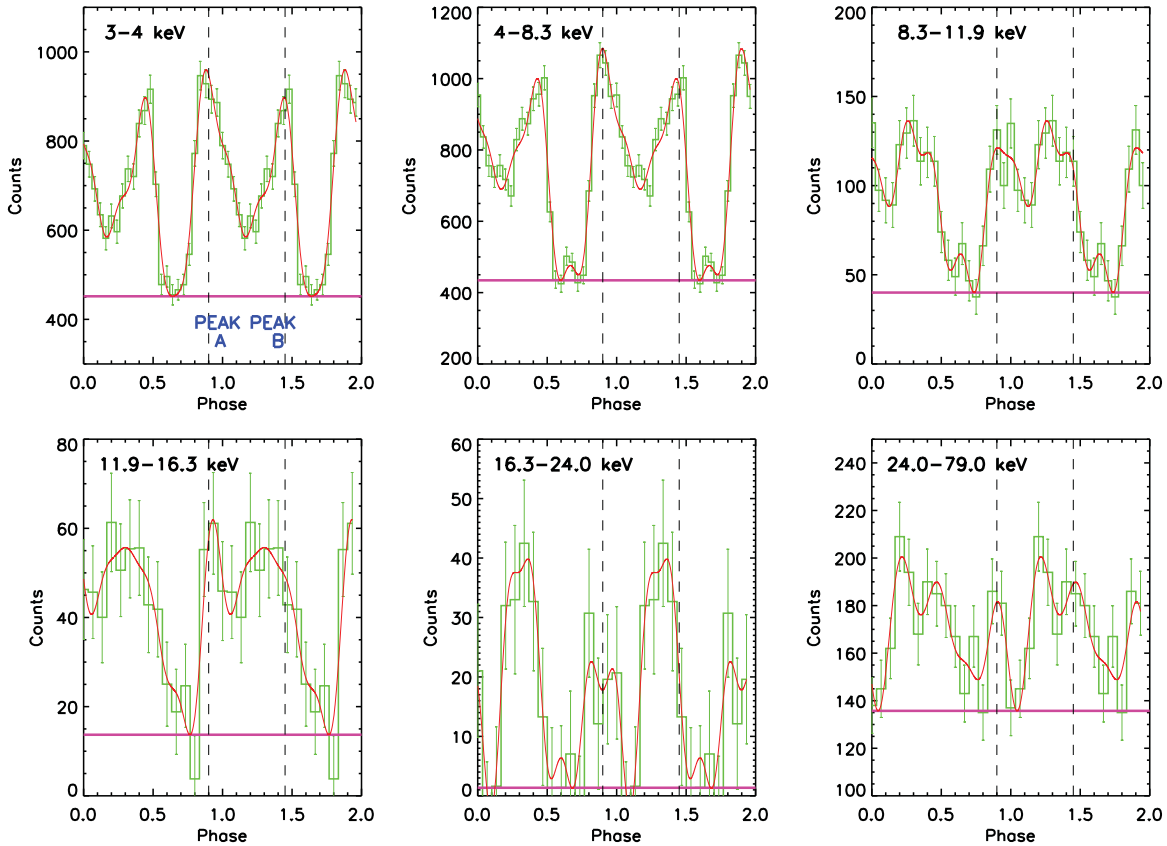 3-4 keV
1000
800
600
400
Counts
PEAK PEAK
A B
0.0 0.5 1.0 1.5 2.0
Phase
4-8.3 keV
1200
1000
800
600
400
200
Counts
0.0 0.5 1.0 1.5 2.0
Phase
8.3-11.9 keV
200
150
100
50
0
Counts
0.0 0.5 1.0 1.5 2.0
Phase
11.9-16.3 keV
80
60
40
20
0
Counts
0.0 0.5 1.0 1.5 2.0
Phase
16.3-24.0 keV
60
50
40
30
20
10
0
Counts
0.0 0.5 1.0 1.5 2.0
Phase
24.0-79.0 keV
240
220
200
180
160
140
120
100
Counts
0.0 0.5 1.0 1.5 2.0
Phase